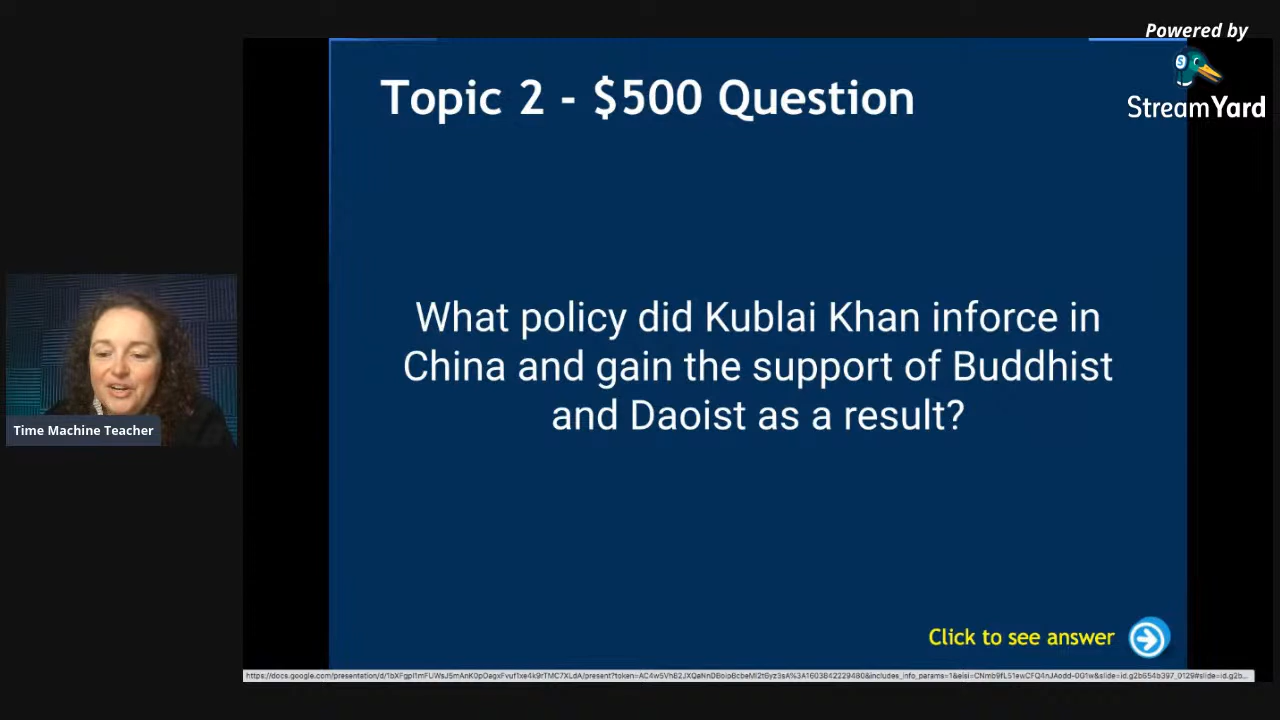 Powered by
StreamYard
Topic 2 - $500 Question
What policy did Kublai Khan inforce in
China and gain the support of Buddhist
and Daoist as a result?
Time Machine Teacher
Click to see answer